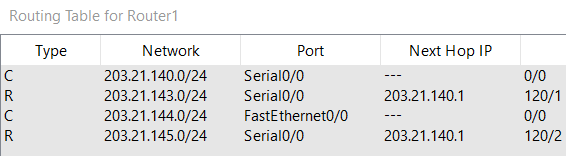 Routing Table for Router1
Type Network Port Next Hop IP
C 203.21.140.0/24 Serial0/0 --- 0/0
R 203.21.143.0/24 Serial0/0 203.21.140.1 120/1
C 203.21.144.0/24 FastEthernet0/0 --- 0/0
R 203.21.145.0/24 Serial0/0 203.21.140.1 120/2